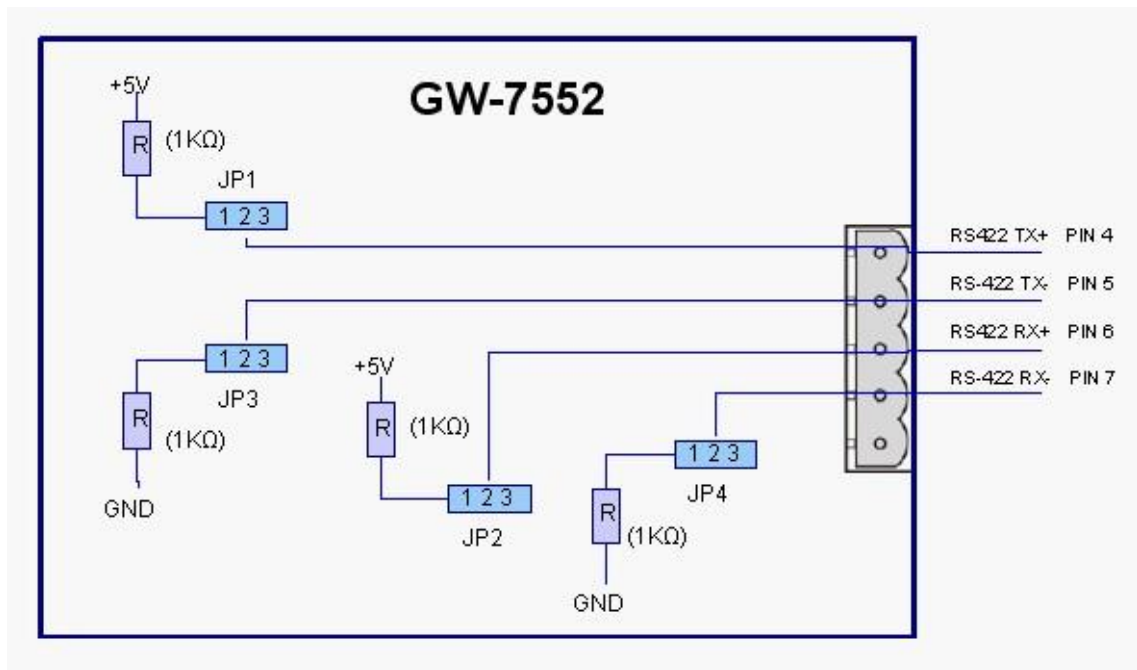 GW-7552
+5V
R (1KΩ)
JP1
1 2 3
RS422 TX+ PIN 4
RS-422 TX- PIN 5
RS422 RX+ PIN 6
RS-422 RX- PIN 7
1 2 3
JP3
R (1KΩ)
GND
+5V
R (1KΩ)
1 2 3
JP2
1 2 3
JP4
R (1KΩ)
GND